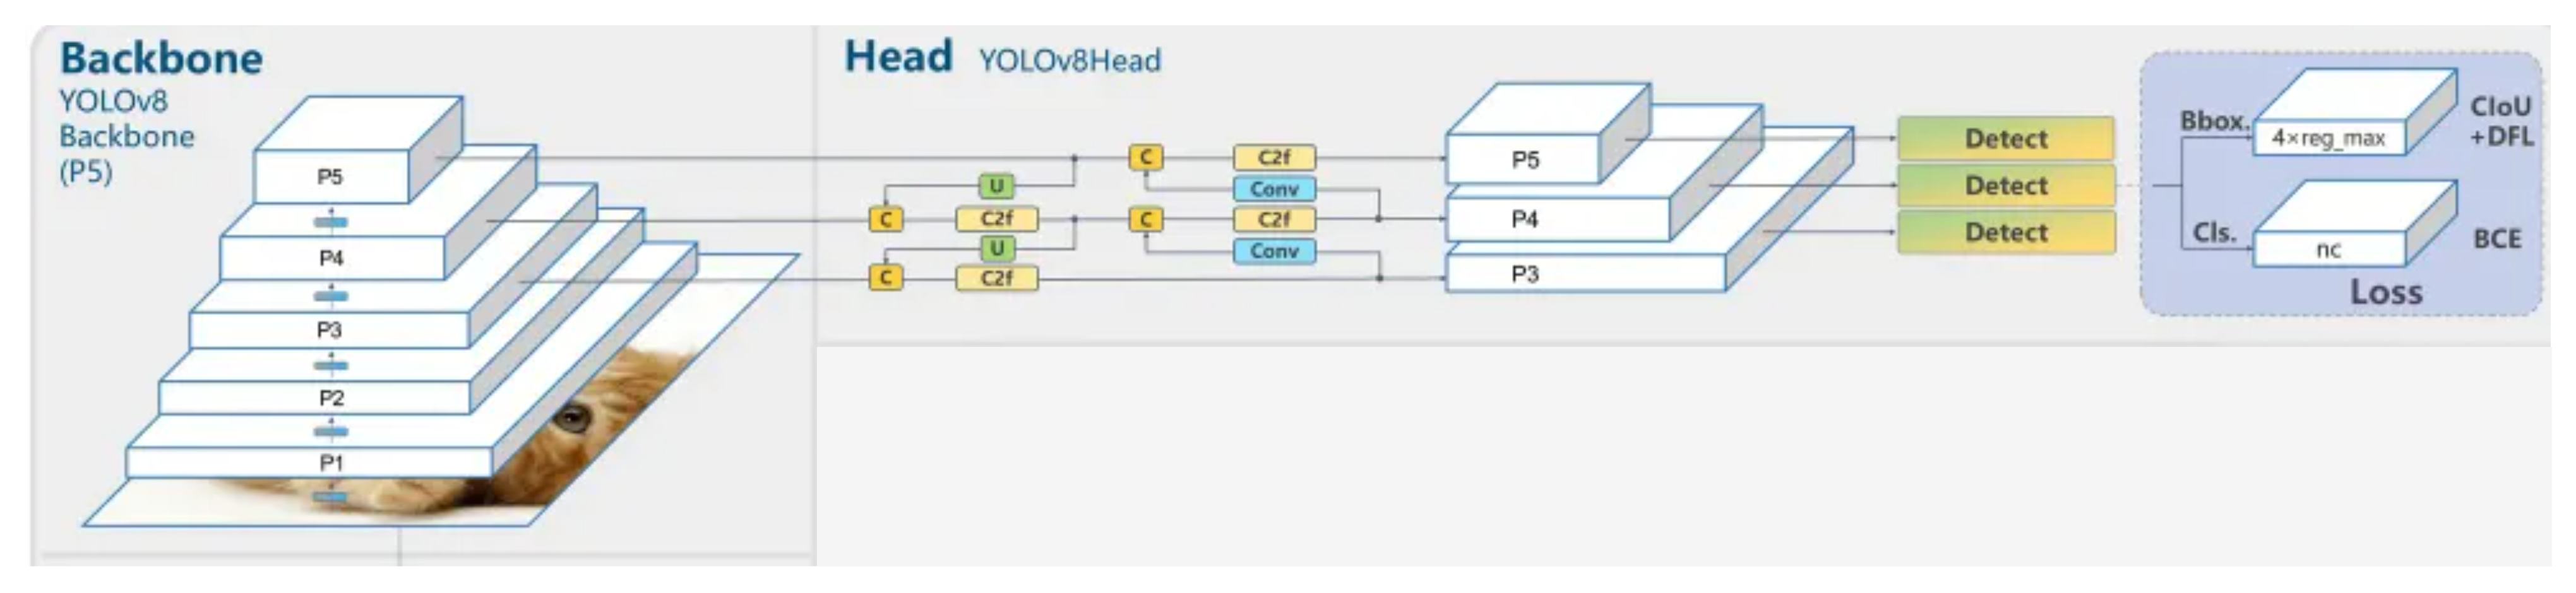 Backbone
YOLOv8
Backbone
(P5)
P5
P4
P3
P2
P1
Head YOLOv8Head
C C2f
U Conv
C C2f C C2f
U Conv
C C2f
P5
P4
P3
Detect
Detect
Detect
Bbox.
4×reg_max
CIoU
+DFL
Cls.
nc
BCE
Loss